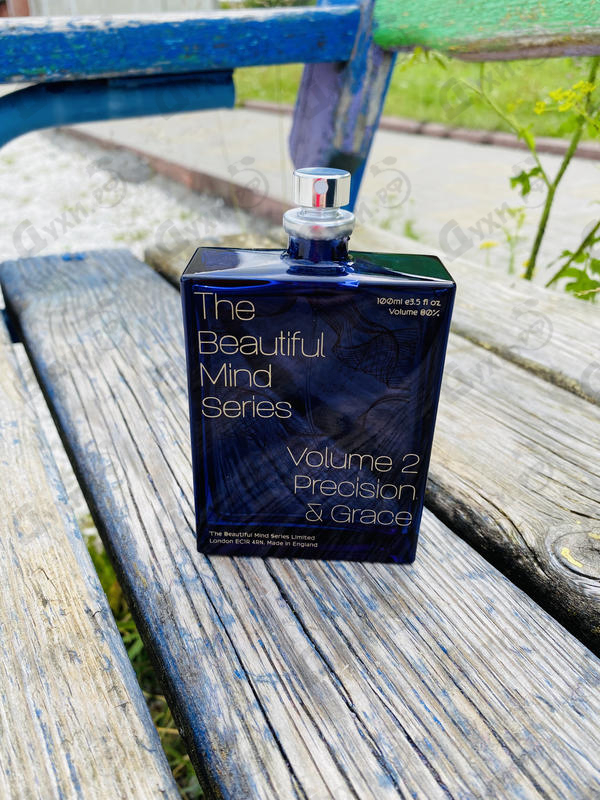 The
Beautiful
Mind
Series
100ml e3.5 fl oz
Volume 80%
Volume 2
Precision
& Grace
The Beautiful Mind Series Limited
London EC1R 4RN. Made in England